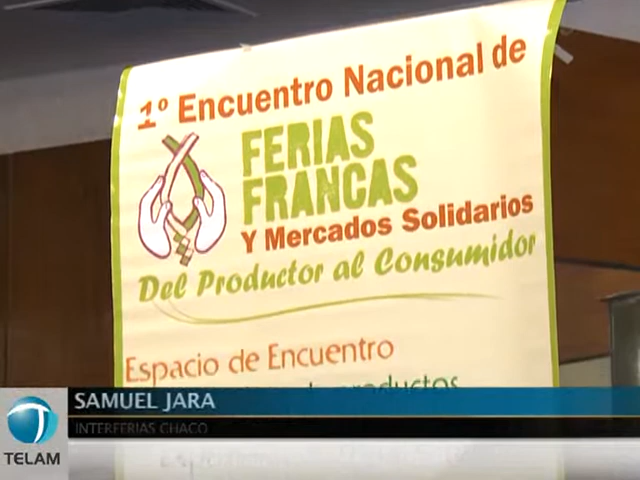 1º Encuentro Nacional de
FERIAS
FRANCAS
Y Mercados Solidarios
Del Productor al Consumidor
Espacio de Encuentro
productos
SAMUEL JARA
INTERFERIAS CHACO
TELAM